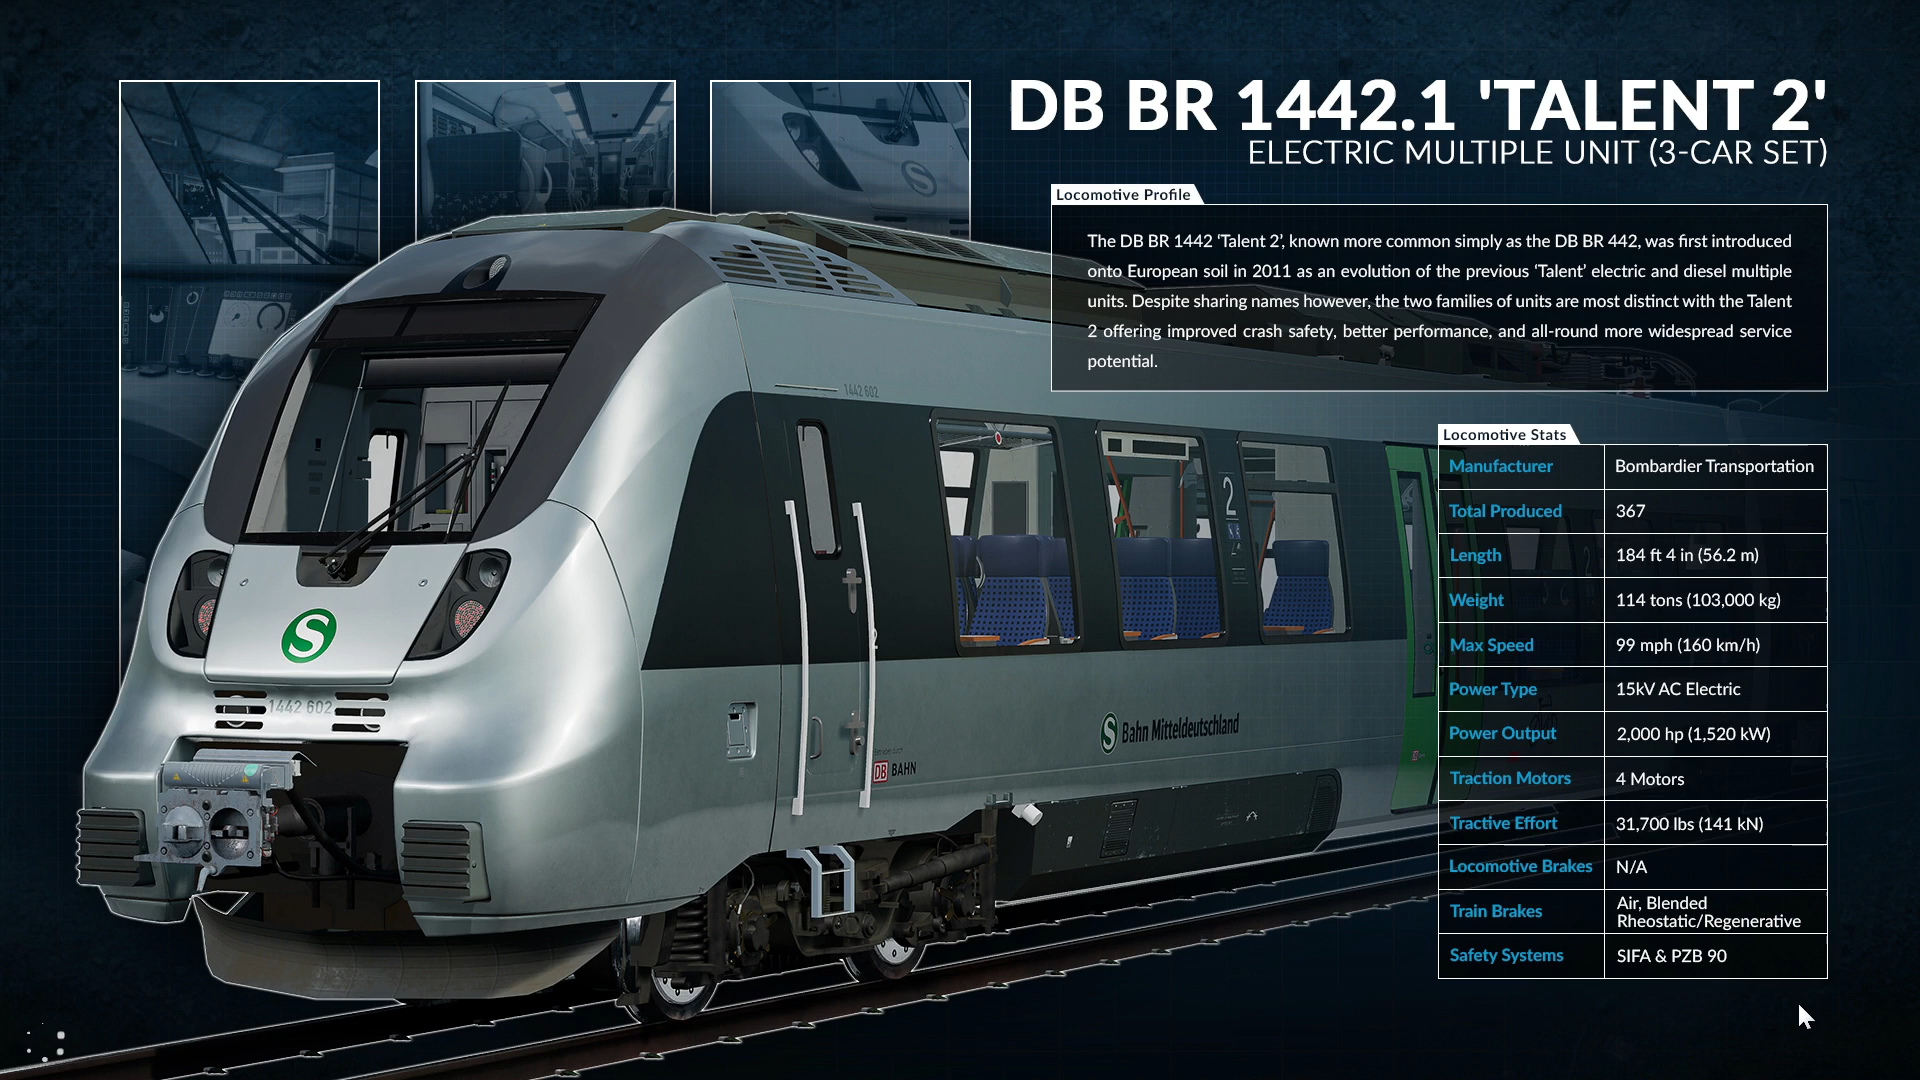 DB BR 1442.1 'TALENT 2'
ELECTRIC MULTIPLE UNIT (3-CAR SET)
Locomotive Profile
The DB BR 1442 ‘Talent 2’, known more common simply as the DB BR 442, was first introduced
onto European soil in 2011 as an evolution of the previous ‘Talent’ electric and diesel multiple
units. Despite sharing names however, the two families of units are most distinct with the Talent
2 offering improved crash safety, better performance, and all-round more widespread service
potential.
Locomotive Stats
Manufacturer Bombardier Transportation
Total Produced 367
Length 184 ft 4 in (56.2 m)
Weight 114 tons (103,000 kg)
Max Speed 99 mph (160 km/h)
Power Type 15kV AC Electric
Power Output 2,000 hp (1,520 kW)
Traction Motors 4 Motors
Tractive Effort 31,700 lbs (141 kN)
Locomotive Brakes N/A
Train Brakes Air, Blended
Rheostatic/Regenerative
Safety Systems SIFA & PZB 90
1442 602
2
S
1442 602
S Bahn Mitteldeutschland
DB BAHN